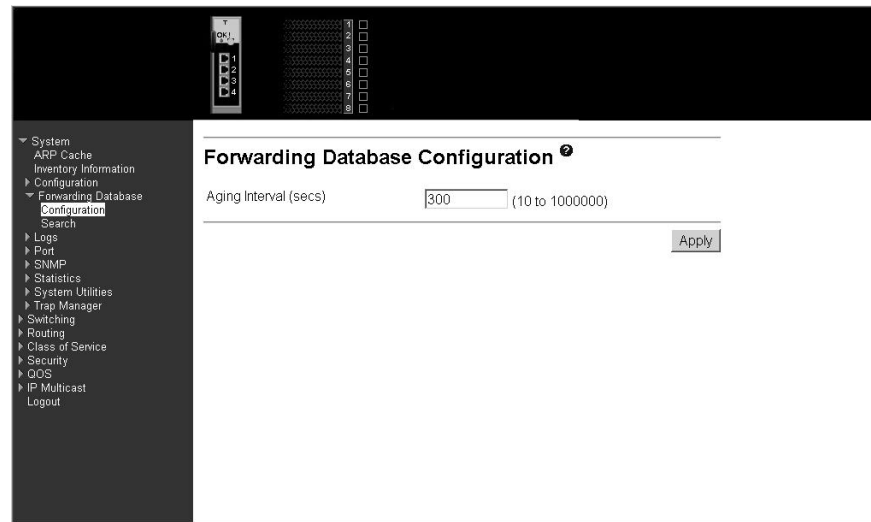 T
OK!
1
2
3
4
1
2
3
4
5
6
7
8
System
ARP Cache
Inventory Information
Configuration
Forwarding Database
Configuration
Search
Logs
Port
SNMP
Statistics
System Utilities
Trap Manager
Switching
Routing
Class of Service
Security
QOS
IP Multicast
Logout
Forwarding Database Configuration ?
Aging Interval (secs) 300 (10 to 1000000)
Apply